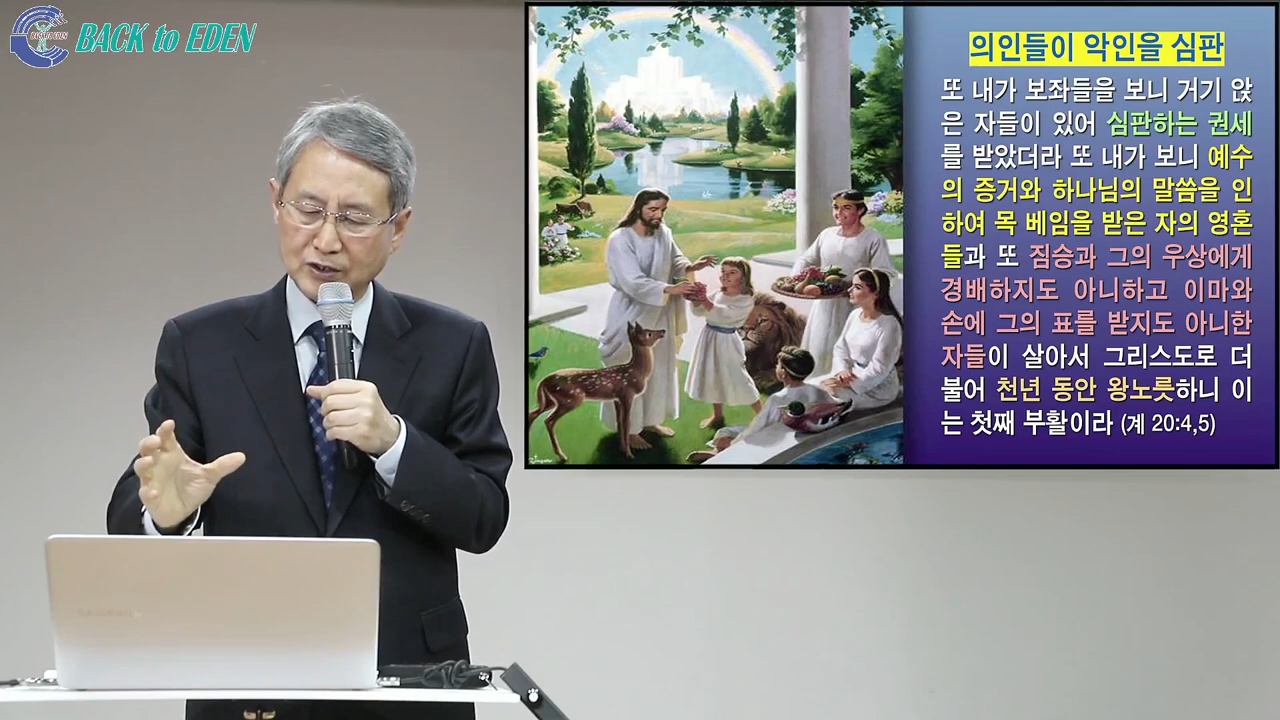 BACK to EDEN
의인들이 악인을 심판
또 내가 보좌들을 보니 거기 앉
은 자들이 있어 심판하는 권세
를 받았더라 또 내가 보니 예수
의 증거와 하나님의 말씀을 인
하여 목 베임을 받은 자의 영혼
들과 또 짐승과 그의 우상에게
경배하지도 아니하고 이마와
손에 그의 표를 받지도 아니한
자들이 살아서 그리스도로 더
불어 천년 동안 왕노릇하니 이
는 첫째 부활이라 (계 20:4,5)